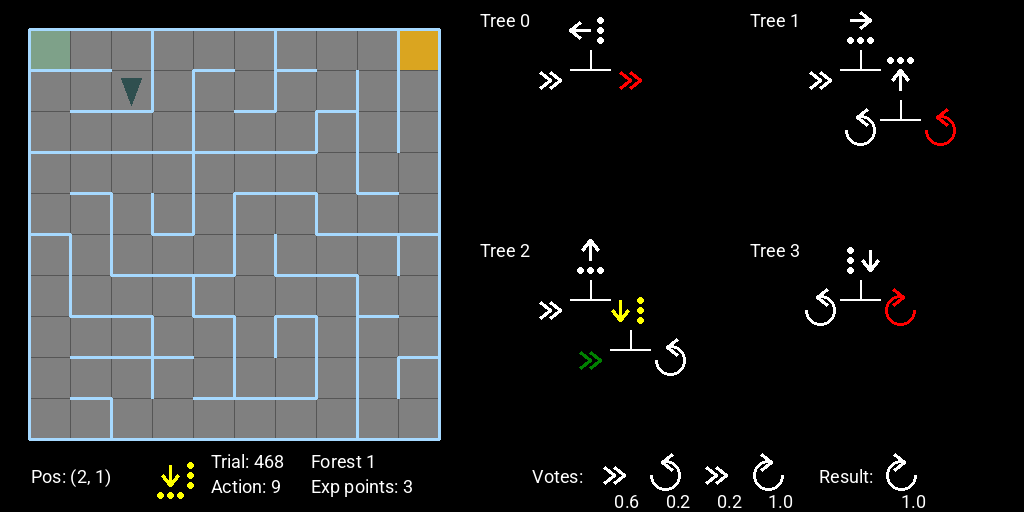 Tree 0
Tree 1
Tree 2
Tree 3
Pos: (2, 1)
Trial: 468
Forest 1
Action: 9
Exp points: 3
Votes:
0.6
0.2
0.2
1.0
Result:
1.0